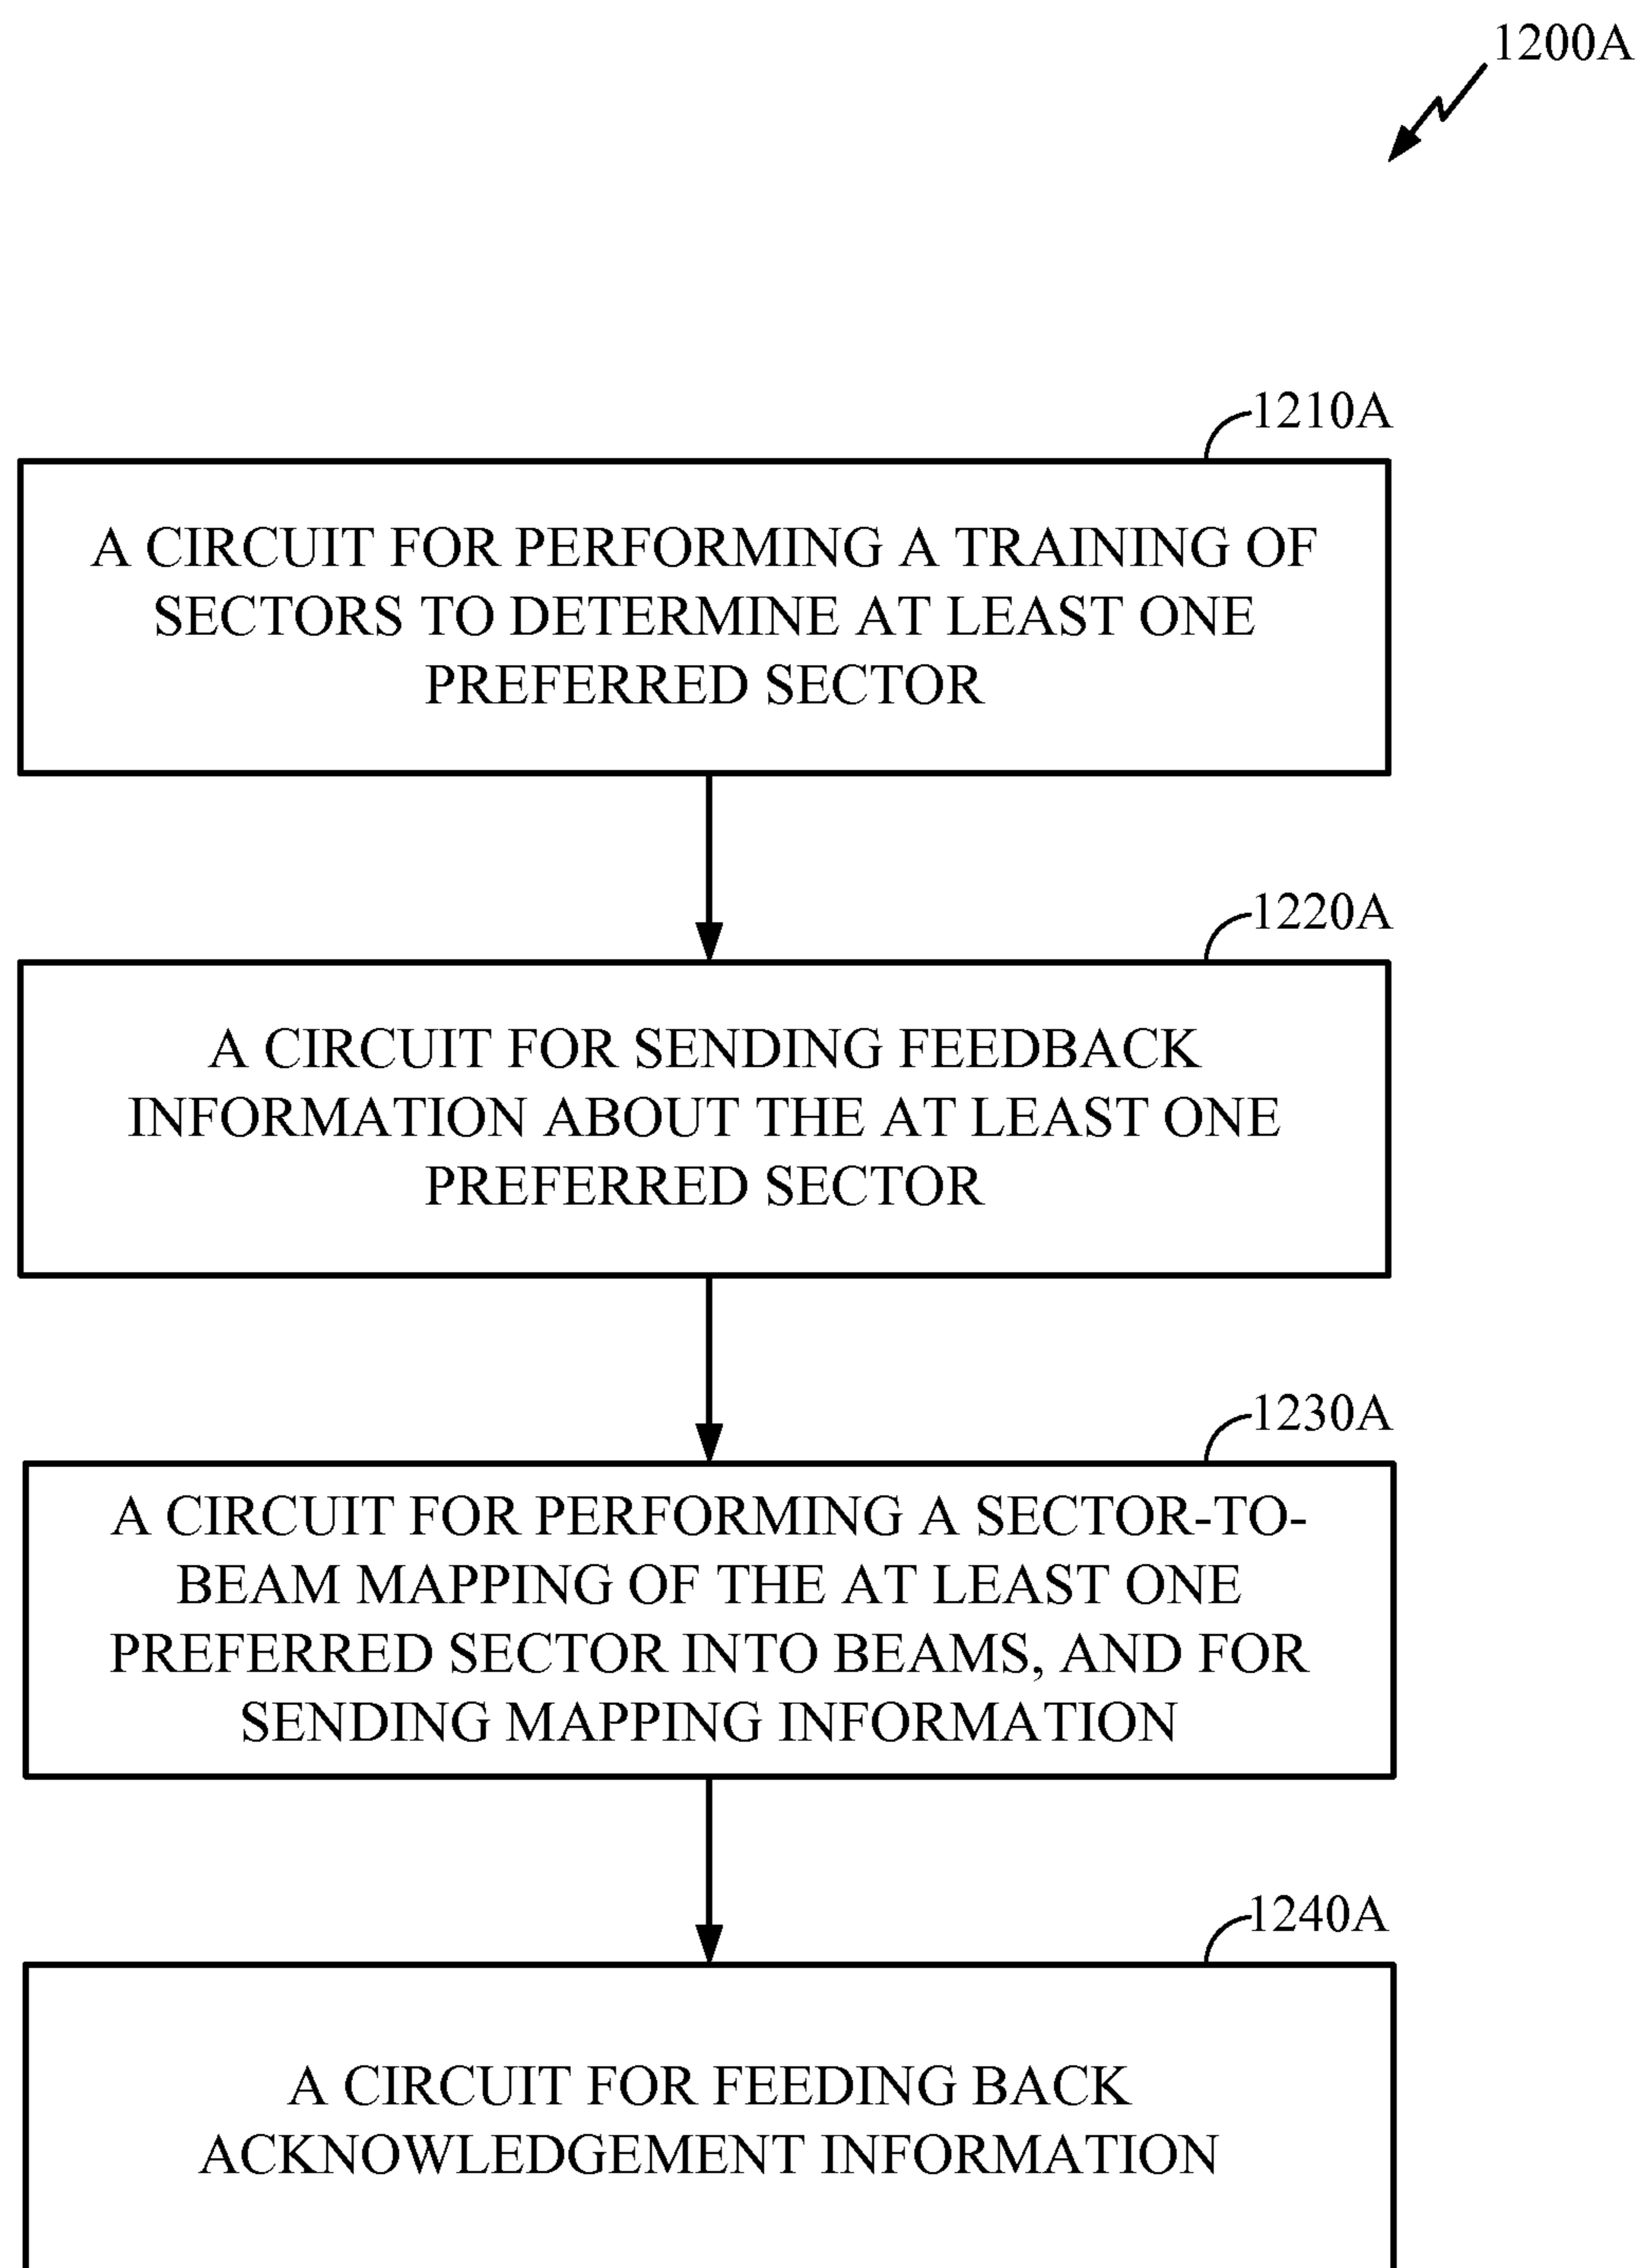 1200A
1210A
A CIRCUIT FOR PERFORMING A TRAINING OF
SECTORS TO DETERMINE AT LEAST ONE
PREFERRED SECTOR
1220A
A CIRCUIT FOR SENDING FEEDBACK
INFORMATION ABOUT THE AT LEAST ONE
PREFERRED SECTOR
1230A
A CIRCUIT FOR PERFORMING A SECTOR-TO-
BEAM MAPPING OF THE AT LEAST ONE
PREFERRED SECTOR INTO BEAMS, AND FOR
SENDING MAPPING INFORMATION
1240A
A CIRCUIT FOR FEEDING BACK
ACKNOWLEDGEMENT INFORMATION